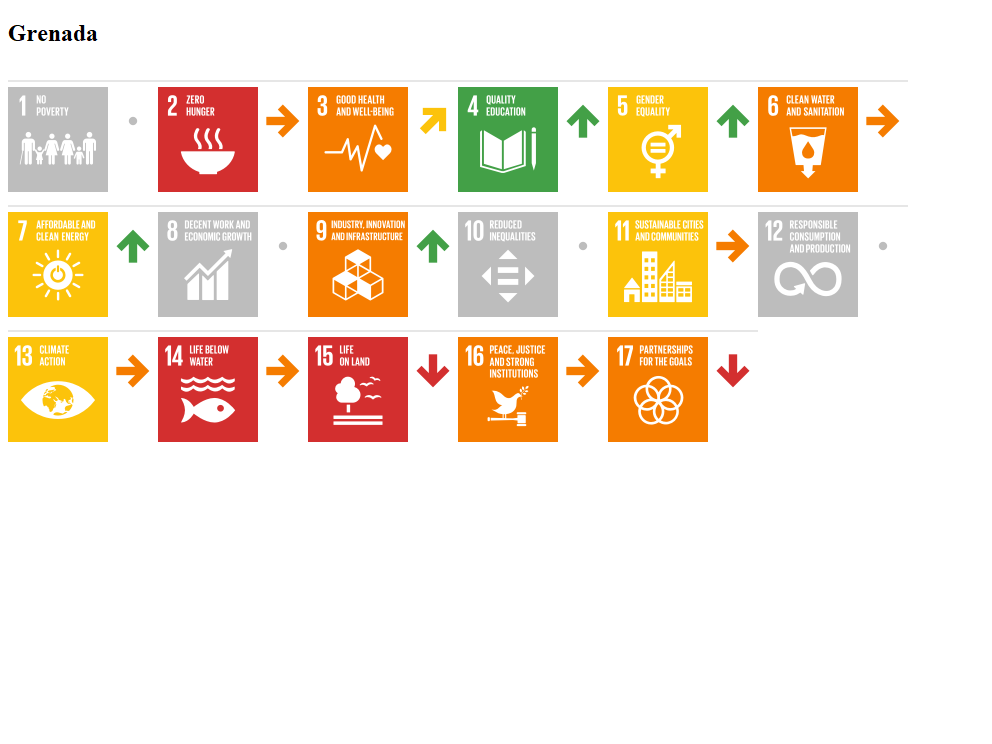 Grenada
1 NO
POVERTY
2 ZERO
HUNGER
3 GOOD HEALTH
AND WELL-BEING
4 QUALITY
EDUCATION
5 GENDER
EQUALITY
6 CLEAN WATER
AND SANITATION
7 AFFORDABLE AND
CLEAN ENERGY
8 DECENT WORK AND
ECONOMIC GROWTH
9 INDUSTRY, INNOVATION
AND INFRASTRUCTURE
10 REDUCED
INEQUALITIES
11 SUSTAINABLE CITIES
AND COMMUNITIES
12 RESPONSIBLE
CONSUMPTION
AND PRODUCTION
13 CLIMATE
ACTION
14 LIFE BELOW
WATER
15 LIFE
ON LAND
16 PEACE, JUSTICE
AND STRONG
INSTITUTIONS
17 PARTNERSHIPS
FOR THE GOALS